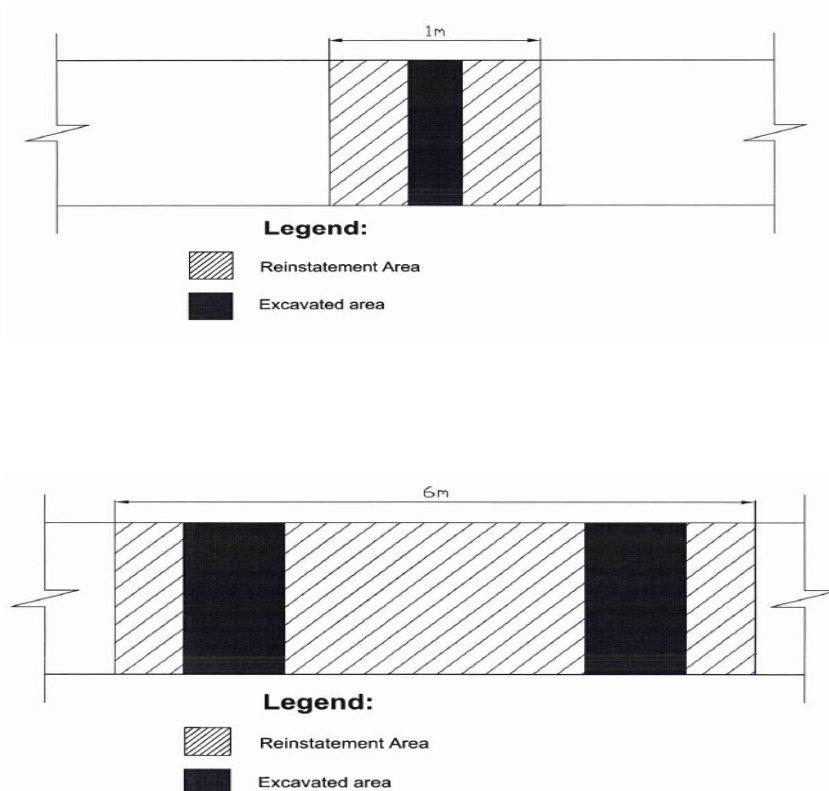 1m
Legend:
Reinstatement Area
Excavated area
6m
Legend:
Reinstatement Area
Excavated area